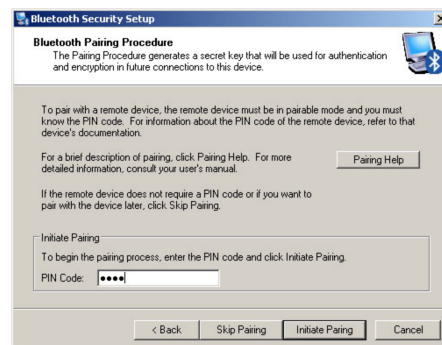 Bluetooth Security Setup
Bluetooth Pairing Procedure
The Pairing Procedure generates a secret key that will be used for authentication
and encryption in future connections to this device.
To pair with a remote device, the remote device must be in pairable mode and you must
know the PIN code. For information about the PIN code of the remote device, refer to that
device's documentation.
For a brief description of pairing, click Pairing Help. For more
detailed information, consult your user's manual.
Pairing Help
If the remote device does not require a PIN code or if you want to
pair with the device later, click Skip Pairing.
Initiate Pairing
To begin the pairing process, enter the PIN code and click Initiate Pairing.
PIN Code: ●●●●
< Back Skip Pairing Initiate Paring Cancel